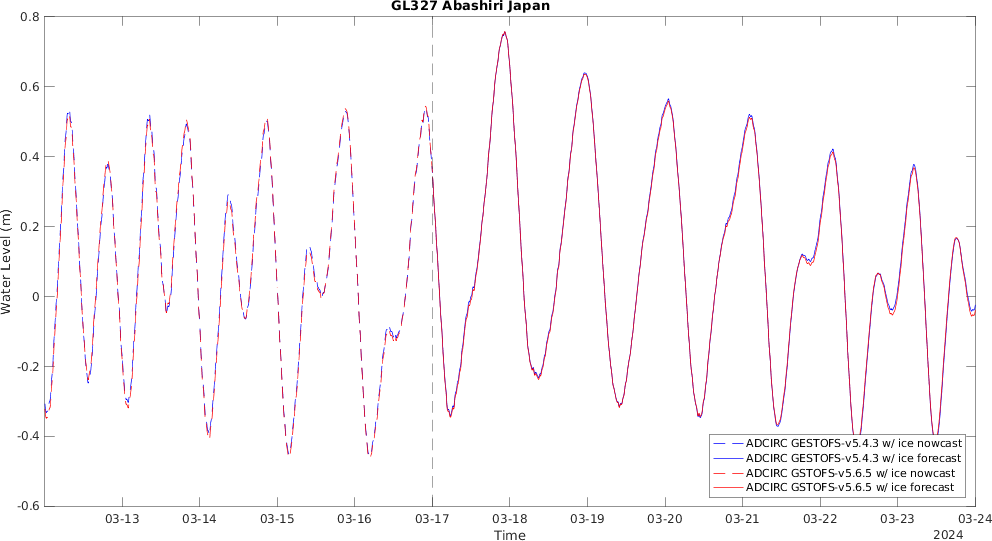 GL327 Abashiri Japan
0.8
0.6
0.4
0.2
0
-0.2
-0.4
-0.6
Water Level (m)
03-13 03-14 03-15 03-16 03-17 03-18 03-19 03-20 03-21 03-22 03-23 03-24
Time
2024
ADCIRC GESTOFS-v5.4.3 w/ ice nowcast
ADCIRC GESTOFS-v5.4.3 w/ ice forecast
ADCIRC GSTOFS-v5.6.5 w/ ice nowcast
ADCIRC GSTOFS-v5.6.5 w/ ice forecast